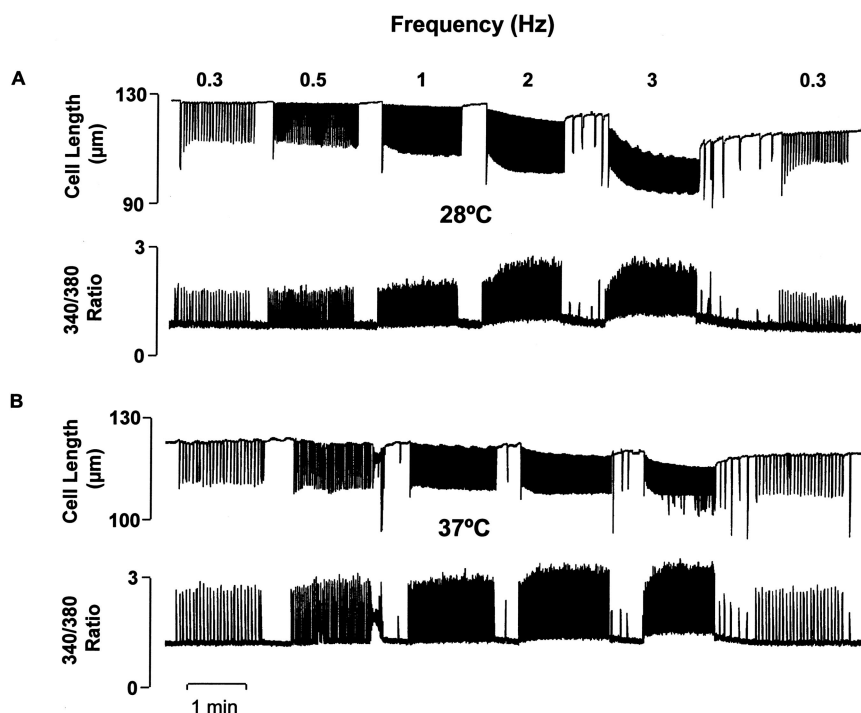 Frequency (Hz)
A
0.3 0.5 1 2 3 0.3
130
Cell Length
(µm)
90
28ºC
3
340/380
Ratio
0
B
130
Cell Length
(µm)
100
37ºC
3
340/380
Ratio
0
1 min